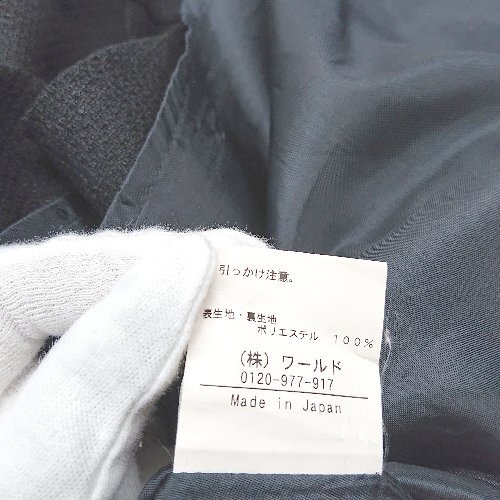 引っかけ注意。
表生地・裏生地
ポリエステル 100%
(株) ワールド
0120-977-917
Made in Japan